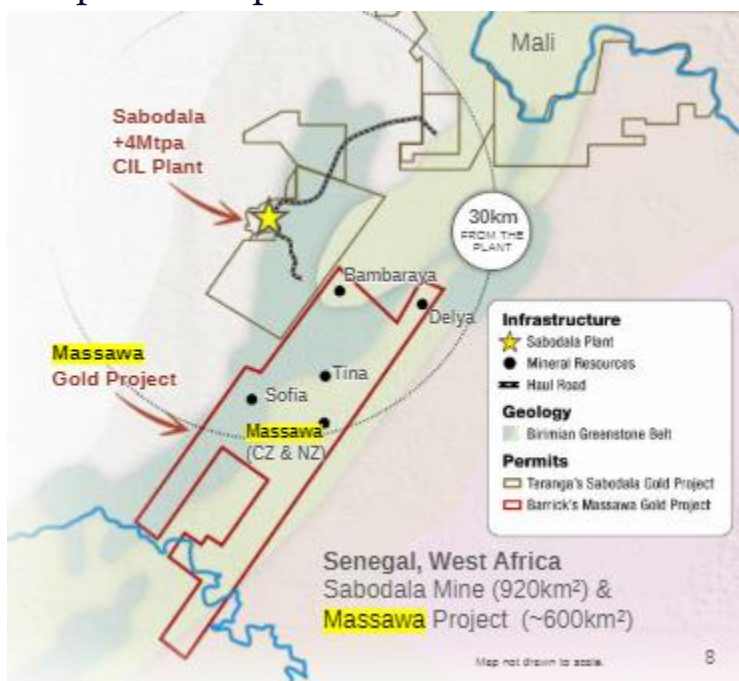 Mali
Sabodala
+4Mtpa
CIL Plant
30km
FROM THE
PLANT
Bambaraya
Delya
Massawa
Gold Project
Tina
Sofia
Massawa
(CZ & NZ)
Infrastructure
Sabodala Plant
Mineral Resources
Haul Road
Geology
Birimian Greenstone Belt
Permits
Teranga's Sabodala Gold Project
Barrick's Massawa Gold Project
Senegal, West Africa
Sabodala Mine (920km²) &
Massawa Project (~600km²)
Map not drawn to scale.
8